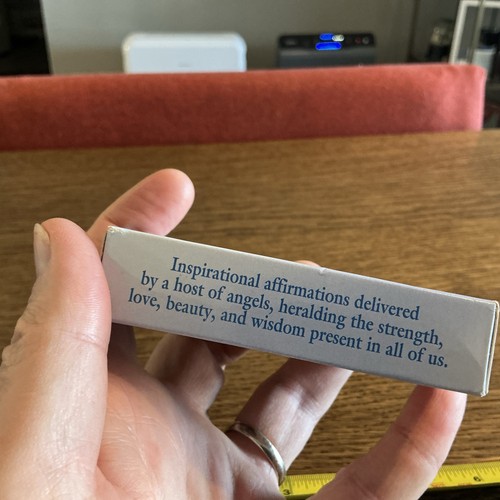 Inspirational affirmations delivered
by a host of angels, heralding the strength,
love, beauty, and wisdom present in all of us.